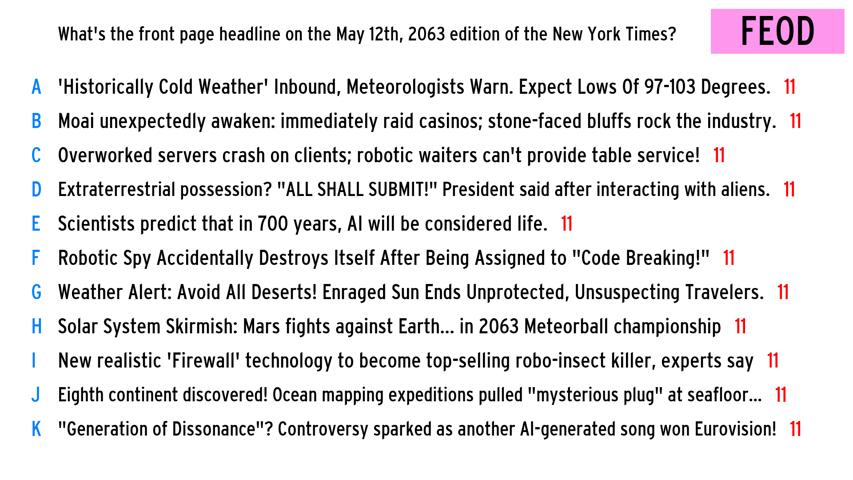 What's the front page headline on the May 12th, 2063 edition of the New York Times?
FEOD
A 'Historically Cold Weather' Inbound, Meteorologists Warn. Expect Lows Of 97-103 Degrees. 11
B Moai unexpectedly awaken: immediately raid casinos; stone-faced bluffs rock the industry. 11
C Overworked servers crash on clients; robotic waiters can't provide table service! 11
D Extraterrestrial possession? "ALL SHALL SUBMIT!" President said after interacting with aliens. 11
E Scientists predict that in 700 years, AI will be considered life. 11
F Robotic Spy Accidentally Destroys Itself After Being Assigned to "Code Breaking!" 11
G Weather Alert: Avoid All Deserts! Enraged Sun Ends Unprotected, Unsuspecting Travelers. 11
H Solar System Skirmish: Mars fights against Earth... in 2063 Meteorball championship 11
I New realistic 'Firewall' technology to become top-selling robo-insect killer, experts say 11
J Eighth continent discovered! Ocean mapping expeditions pulled "mysterious plug" at seafloor... 11
K "Generation of Dissonance"? Controversy sparked as another AI-generated song won Eurovision! 11